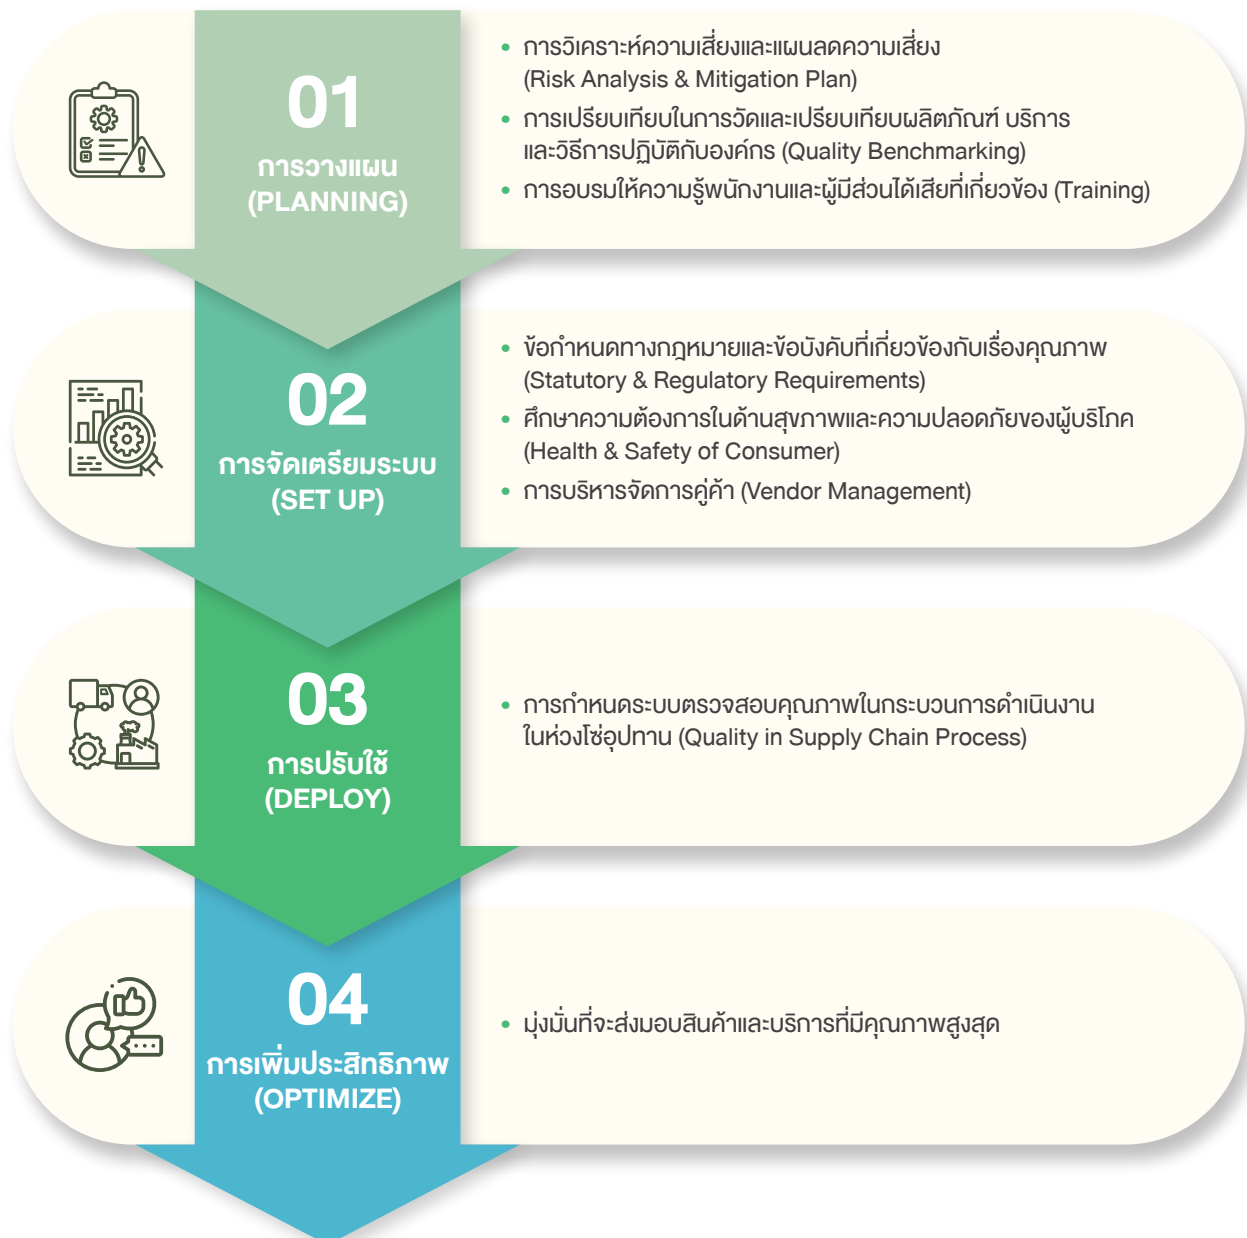 01
การวางแผน
(PLANNING)
• การวิเคราะห์ความเสี่ยงและแผนลดความเสี่ยง
(Risk Analysis & Mitigation Plan)
• การเปรียบเทียบในการวัดและเปรียบเทียบผลิตภัณฑ์ บริการ
และวิธีการปฏิบัติกับองค์กร (Quality Benchmarking)
• การอบรมให้ความรู้พนักงานและผู้มีส่วนได้เสียที่เกี่ยวข้อง (Training)
02
การจัดเตรียมระบบ
(SET UP)
• ข้อกำหนดทางกฎหมายและข้อบังคับที่เกี่ยวข้องกับเรื่องคุณภาพ
(Statutory & Regulatory Requirements)
• ศึกษาความต้องการในด้านสุขภาพและความปลอดภัยของผู้บริโภค
(Health & Safety of Consumer)
• การบริหารจัดการคู่ค้า (Vendor Management)
03
การปรับใช้
(DEPLOY)
• การกำหนดระบบตรวจสอบคุณภาพในกระบวนการดำเนินงาน
ในห่วงโซ่อุปทาน (Quality in Supply Chain Process)
04
การเพิ่มประสิทธิภาพ
(OPTIMIZE)
• มุ่งมั่นที่จะส่งมอบสินค้าและบริการที่มีคุณภาพสูงสุด